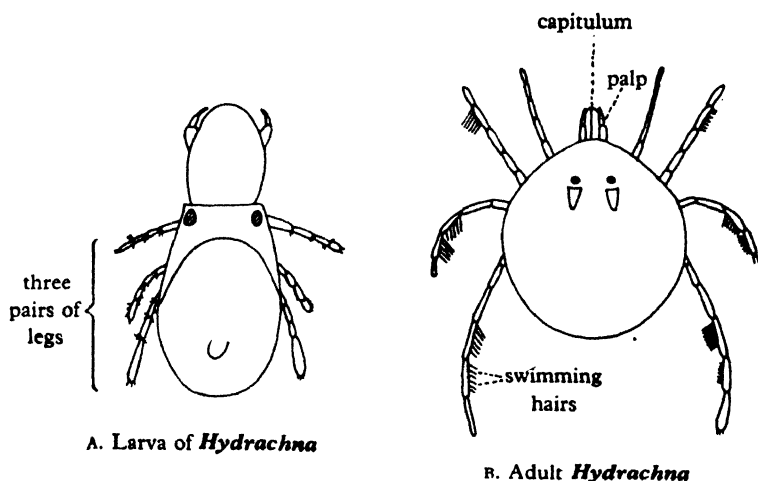 capitulum
palp
three
pairs of
legs
swimming
hairs
A. Larva of Hydrachna
B. Adult Hydrachna